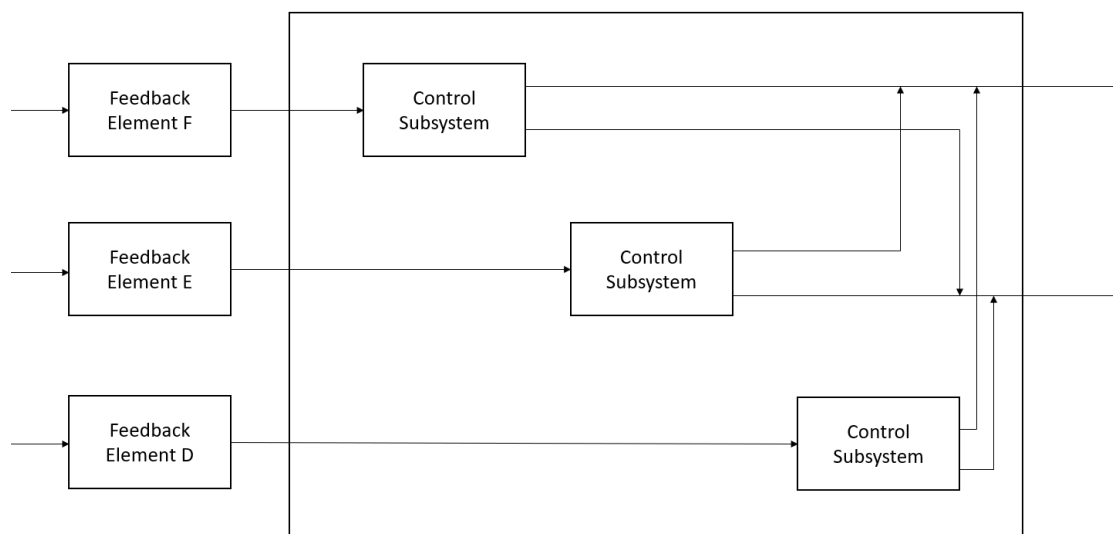 Feedback
Element F
Control
Subsystem
Feedback
Element E
Control
Subsystem
Feedback
Element D
Control
Subsystem